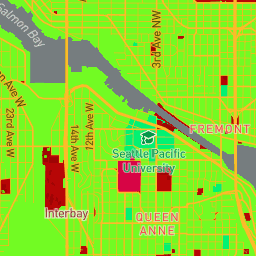 Salmon Bay
3rd Ave NW
on Ave W
23rd Ave W
14th Ave W
12th Ave W
FREMONT
Seattle Pacific
University
Interbay
QUEEN
ANNE